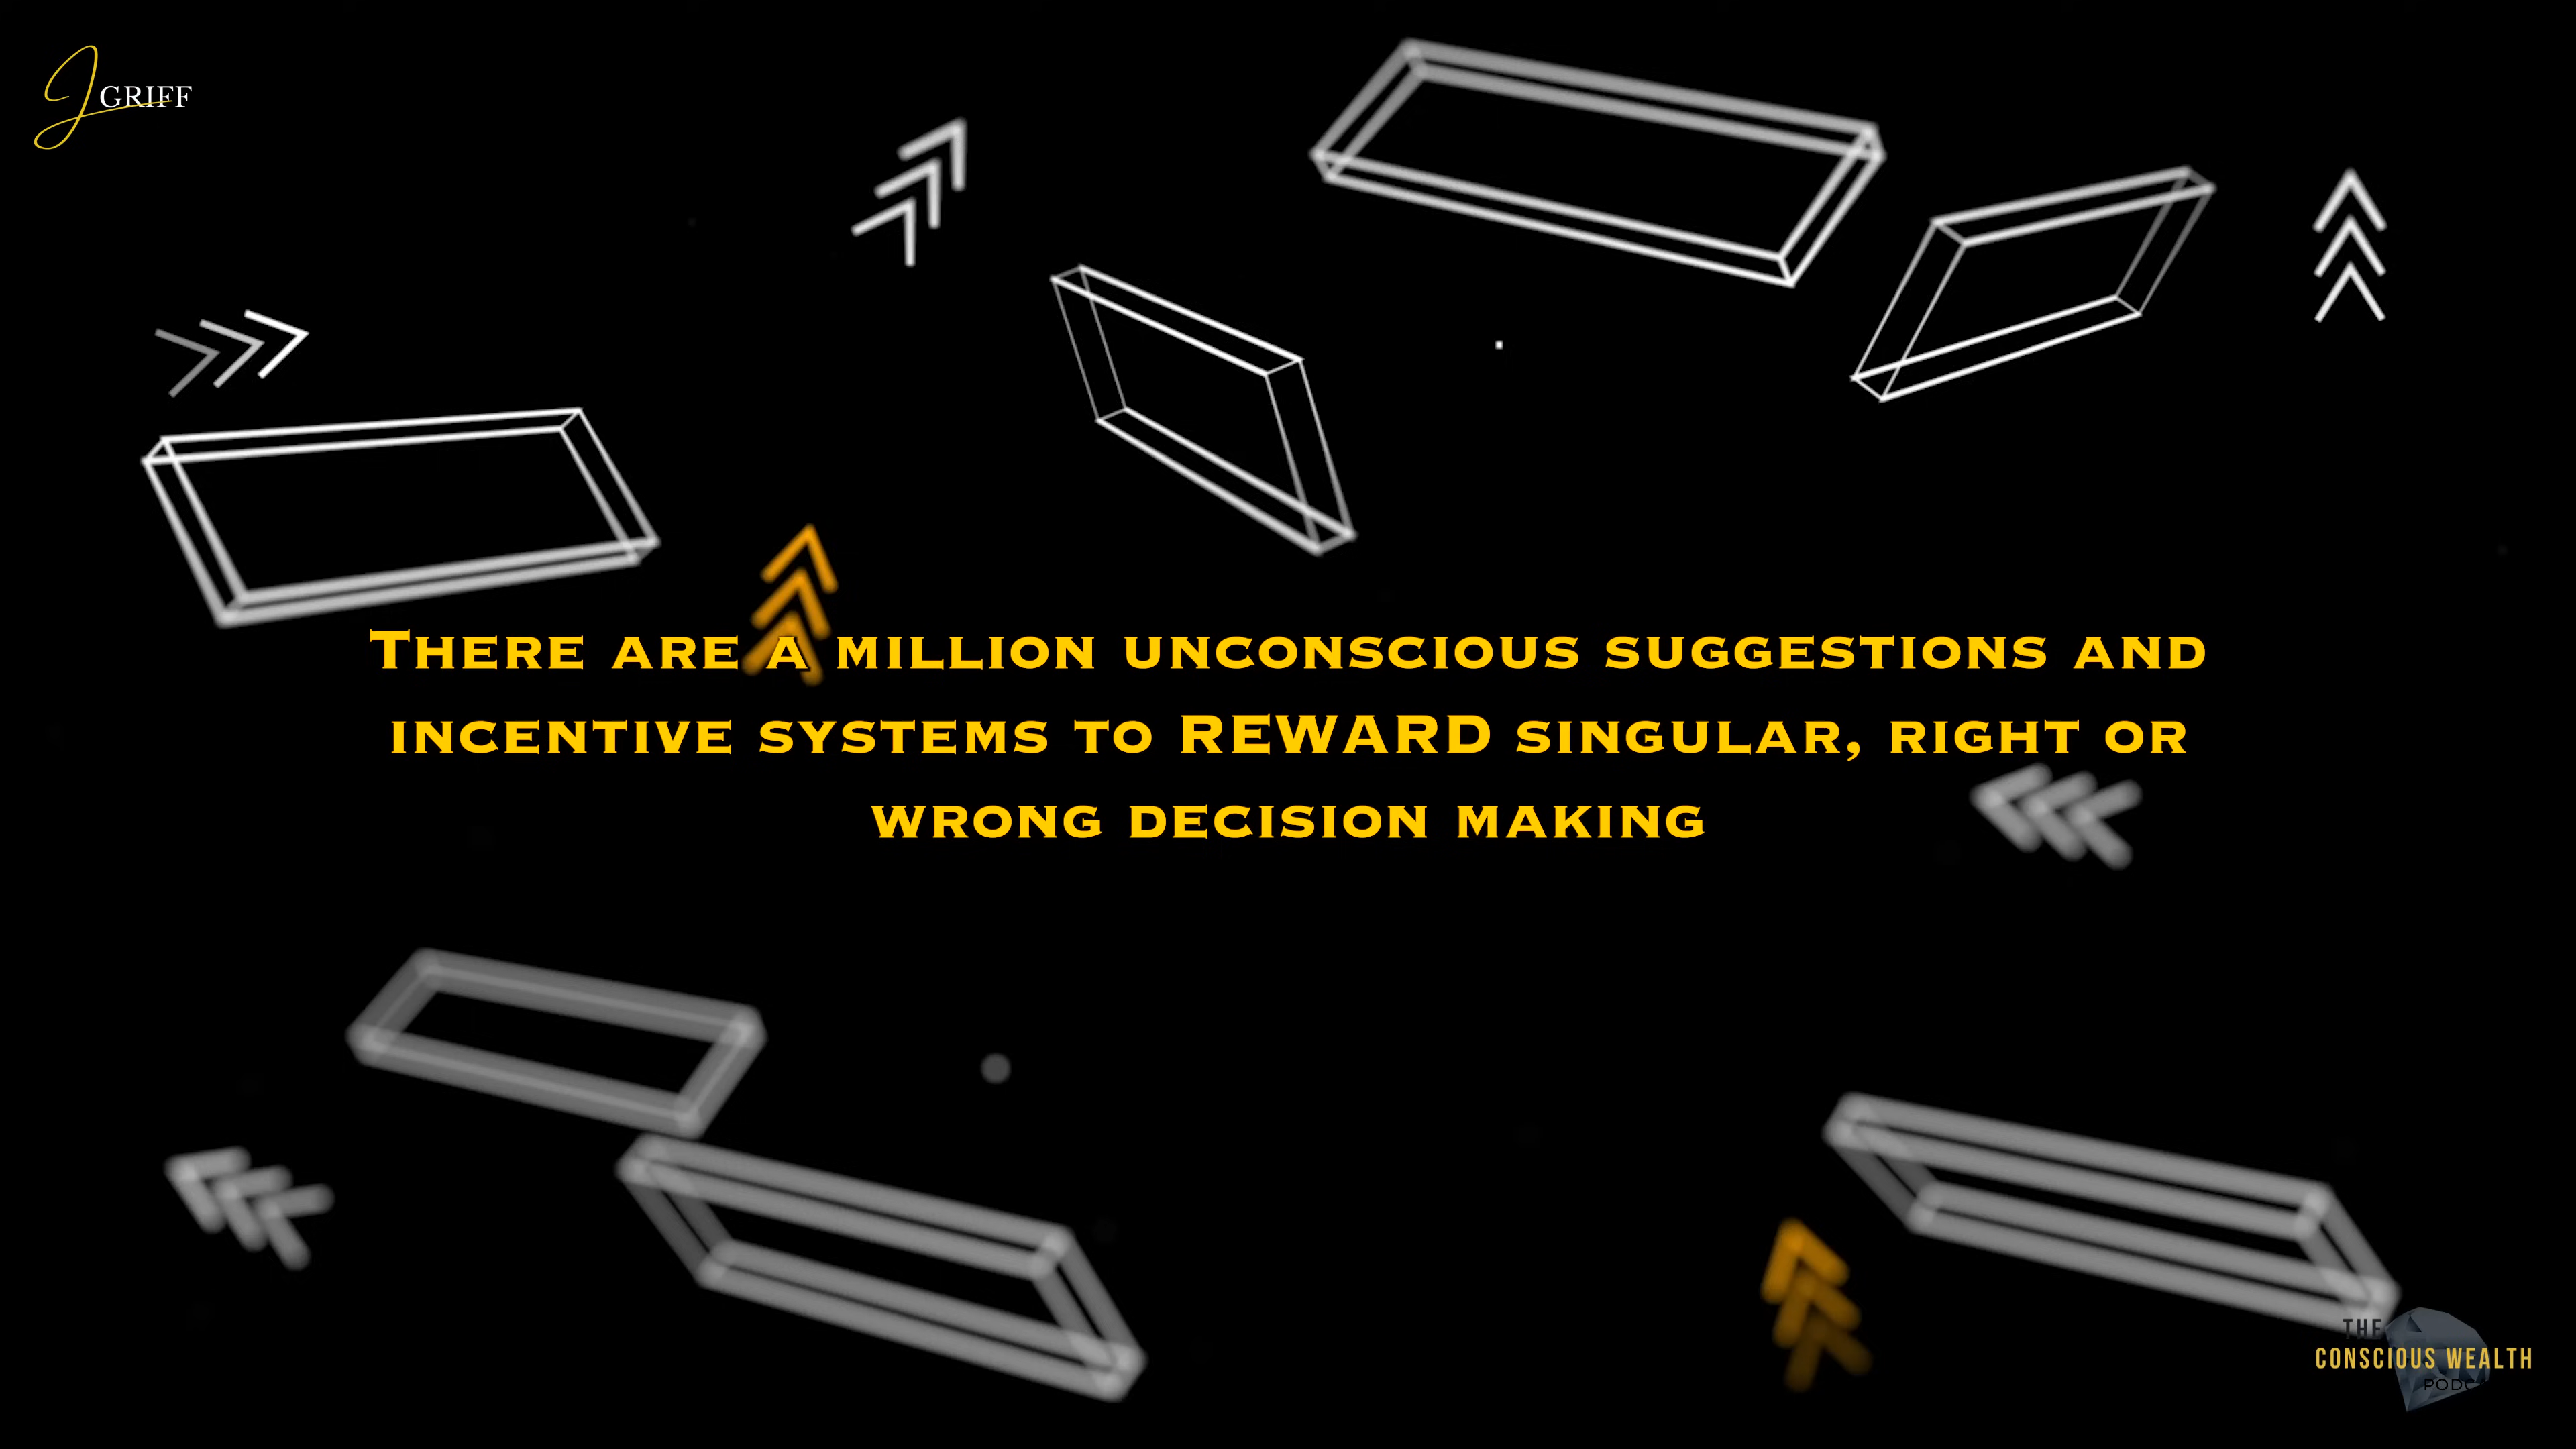 J GRIFF
There are a million unconscious suggestions and
incentive systems to REWARD singular, right or
wrong decision making
THE
CONSCIOUS WEALTH